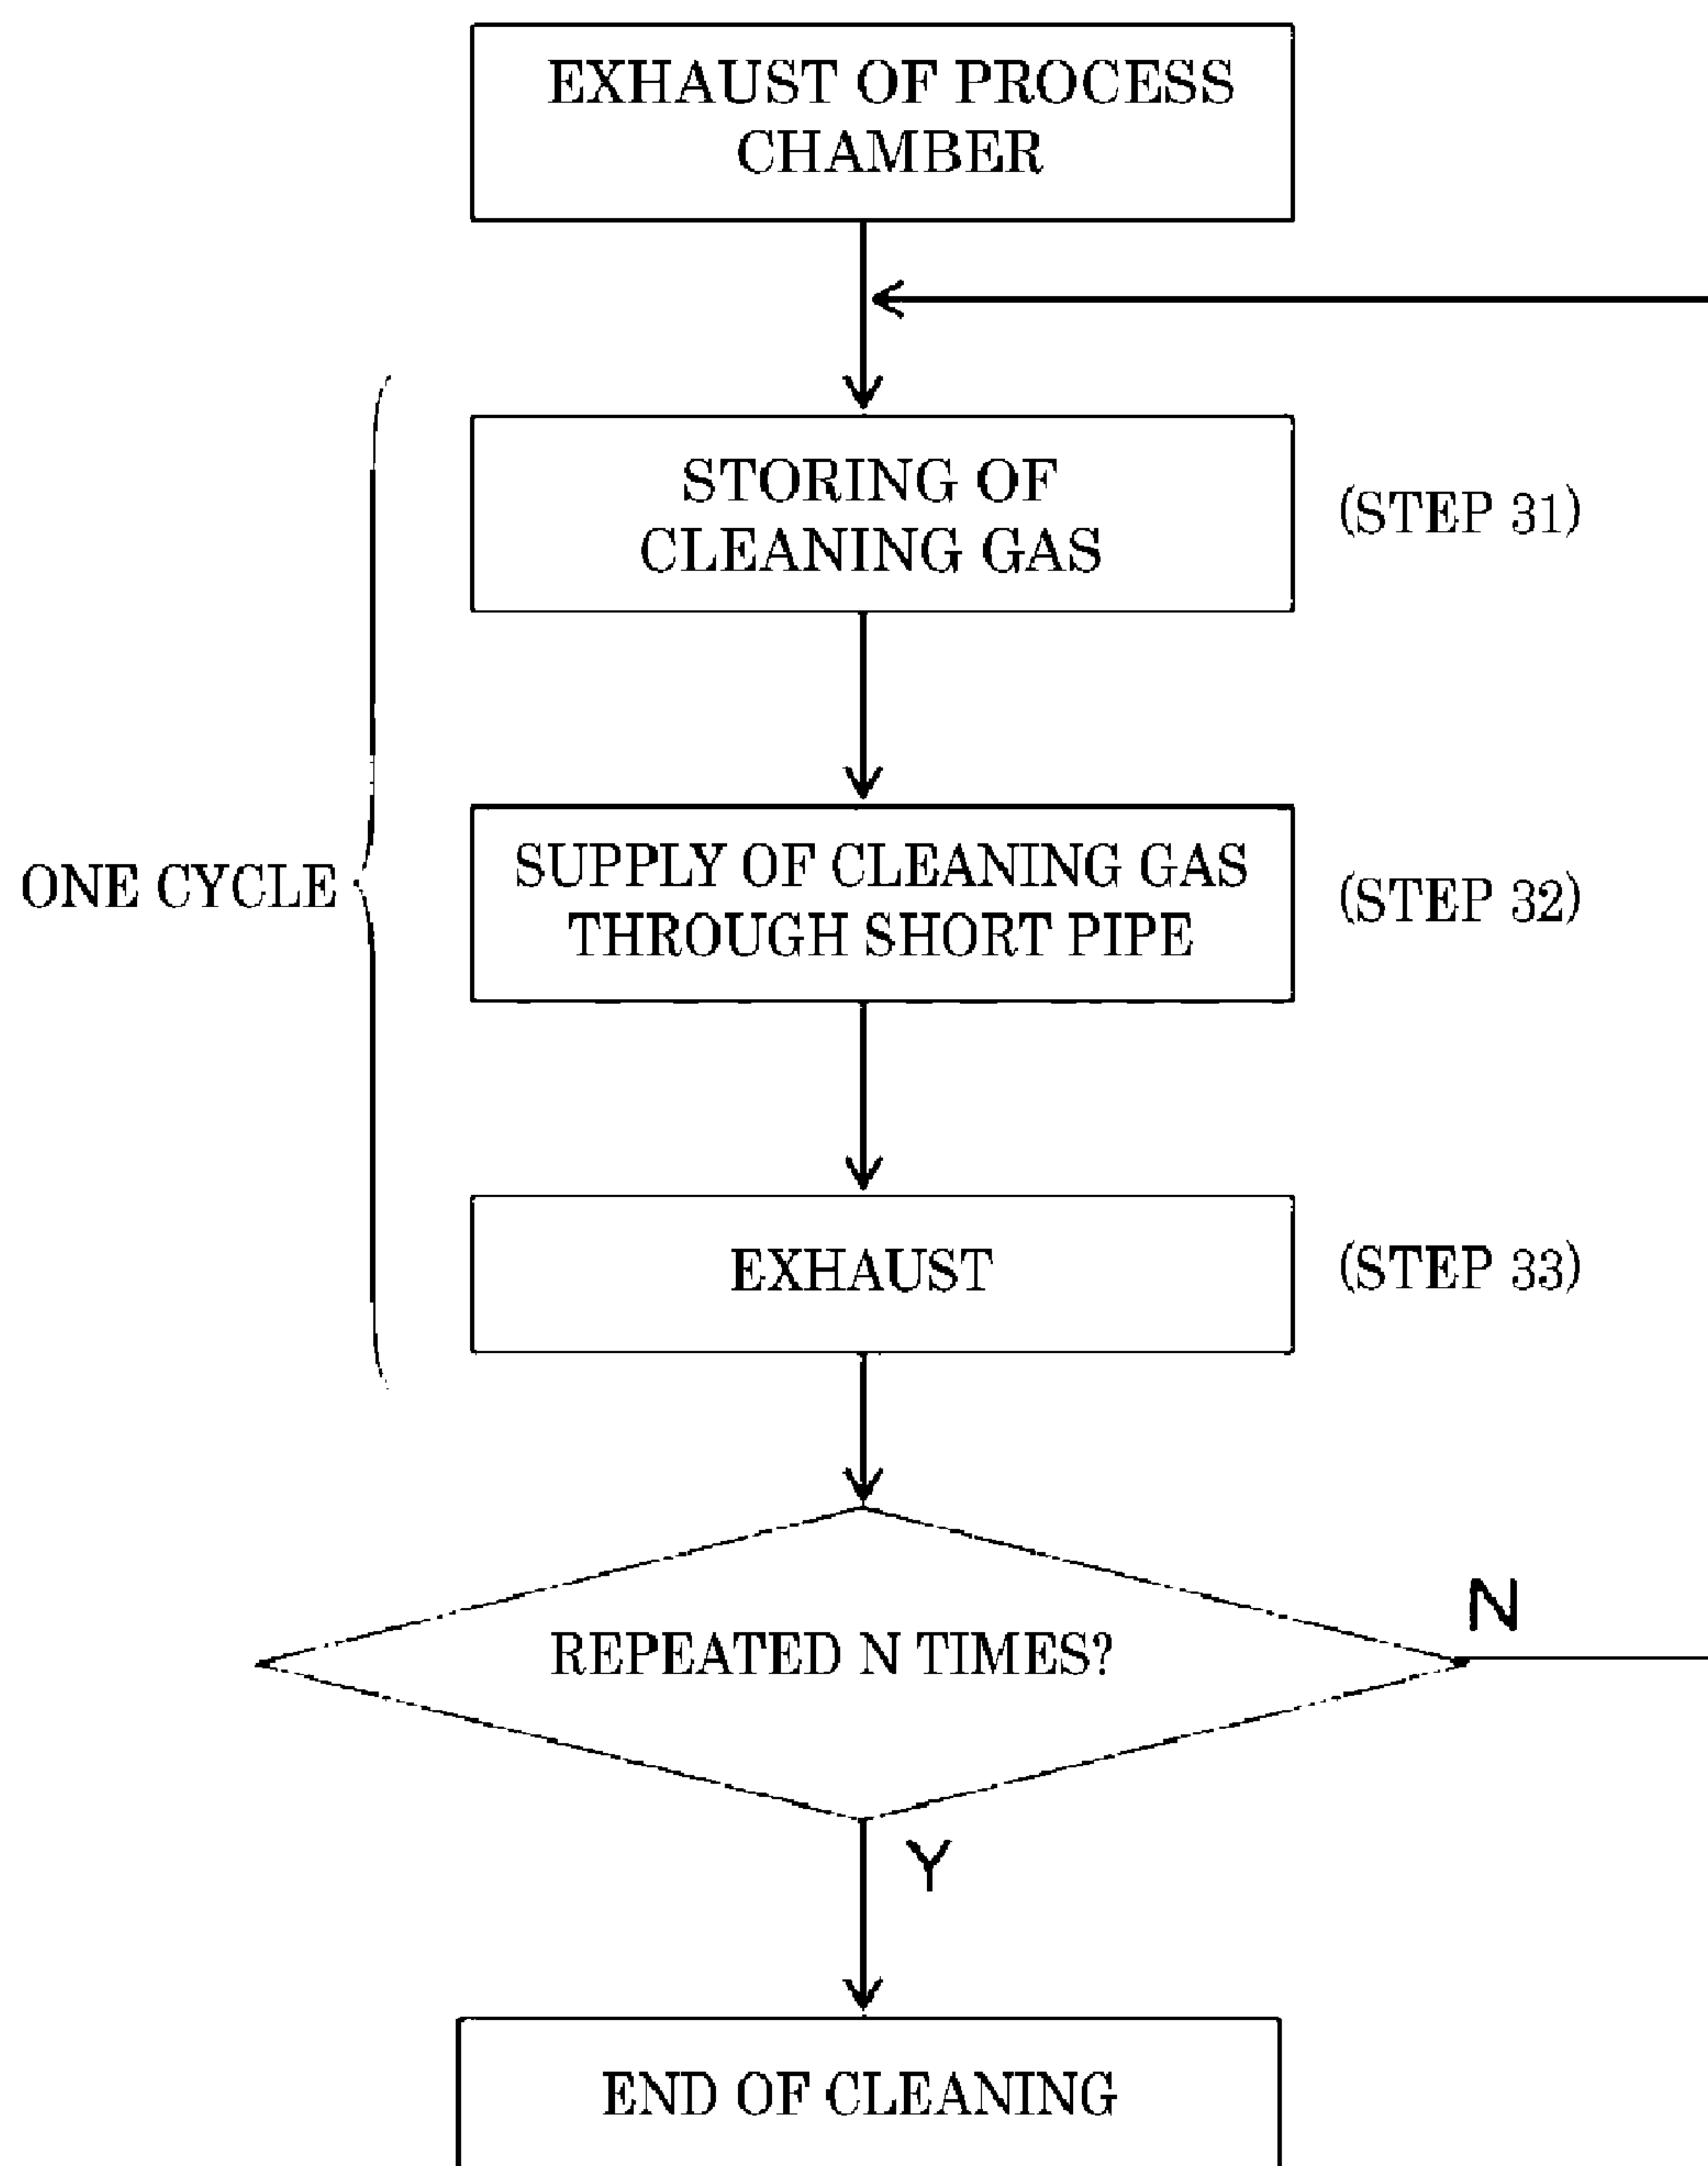 EXHAUST OF PROCESS
CHAMBER
STORING OF
CLEANING GAS
(STEP 31)
ONE CYCLE
SUPPLY OF CLEANING GAS
THROUGH SHORT PIPE
(STEP 32)
EXHAUST
(STEP 33)
REPEATED N TIMES?
N
Y
END OF CLEANING